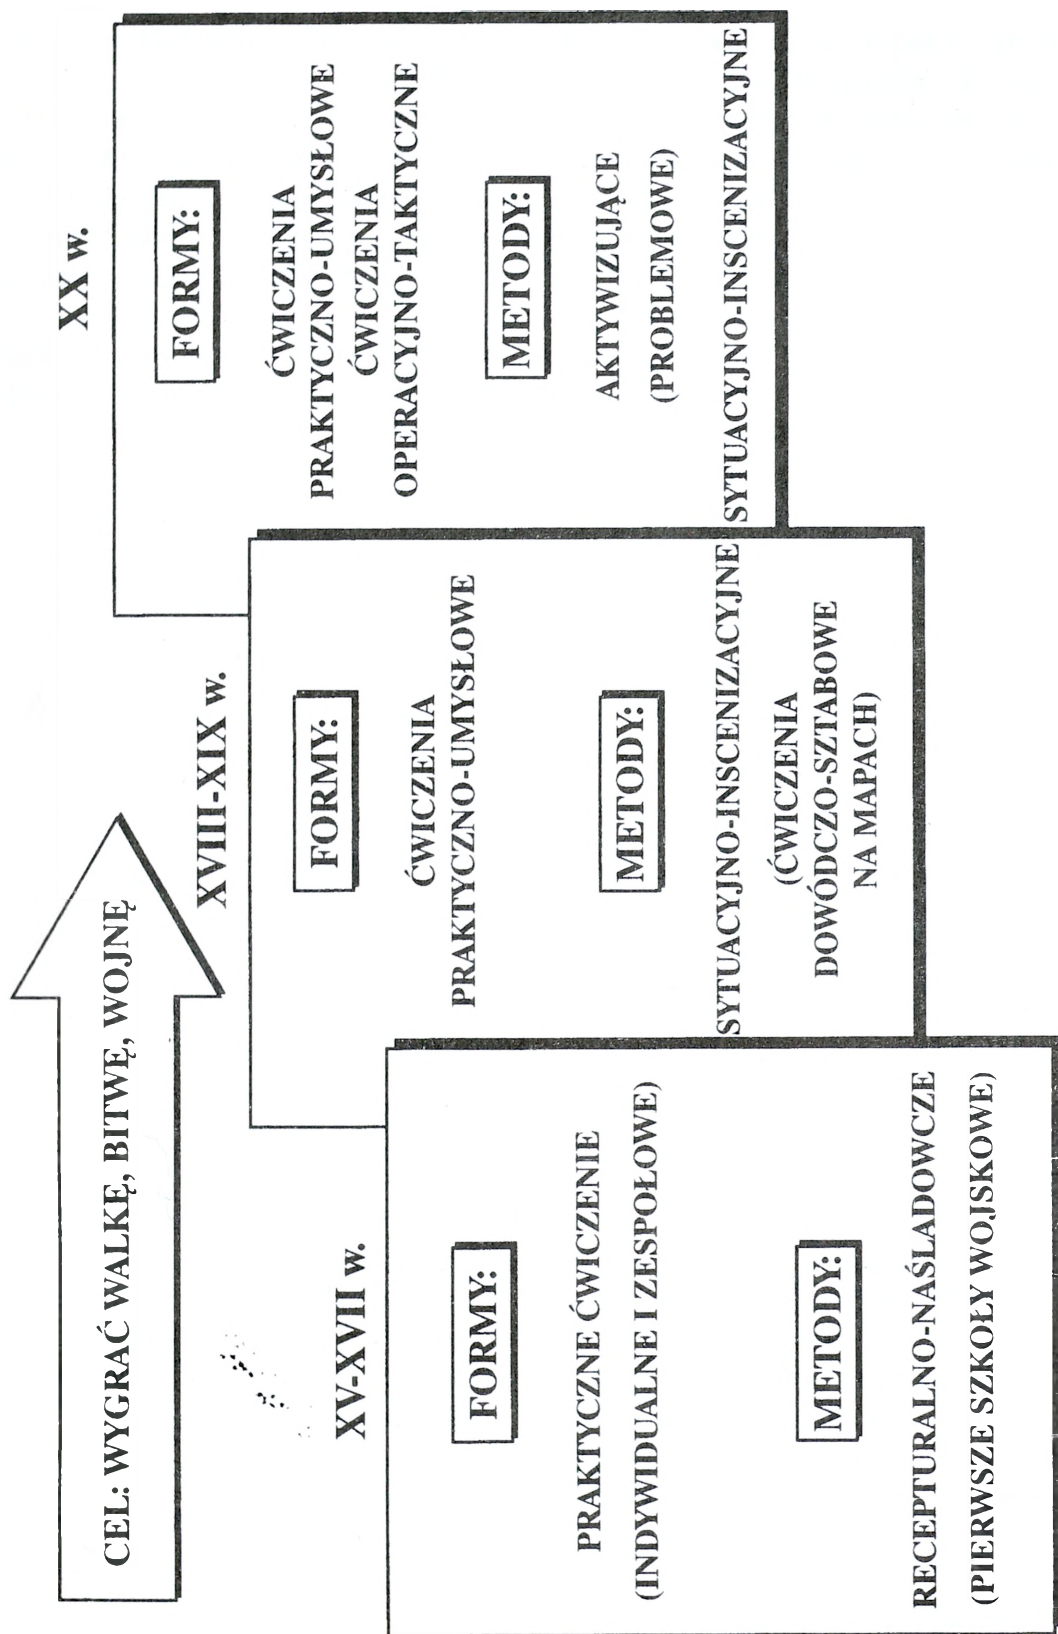 CEL: WYGRAĆ WALKĘ, BITWĘ, WOJNĘ
XV-XVII w.
FORMY:
PRAKTYCZNE ĆWICZENIE
(INDYWIDUALNE I ZESPOŁOWE)
METODY:
RECEPTURALNO-NAŚLADOWCZE
(PIERWSZE SZKOŁY WOJSKOWE)
XVIII-XIX w.
FORMY:
ĆWICZENIA
PRAKTYCZNO-UMYSŁOWE
METODY:
SYTUACYJNO-INSCENIZACYJNE
(ĆWICZENIA
DOWÓDCZO-SZTABOWE
NA MAPACH)
XX w.
FORMY:
ĆWICZENIA
PRAKTYCZNO-UMYSŁOWE
ĆWICZENIA
OPERACYJNO-TAKTYCZNE
METODY:
AKTYWIZUJĄCE
(PROBLEMOWE)
SYTUACYJNO-INSCENIZACYJNE